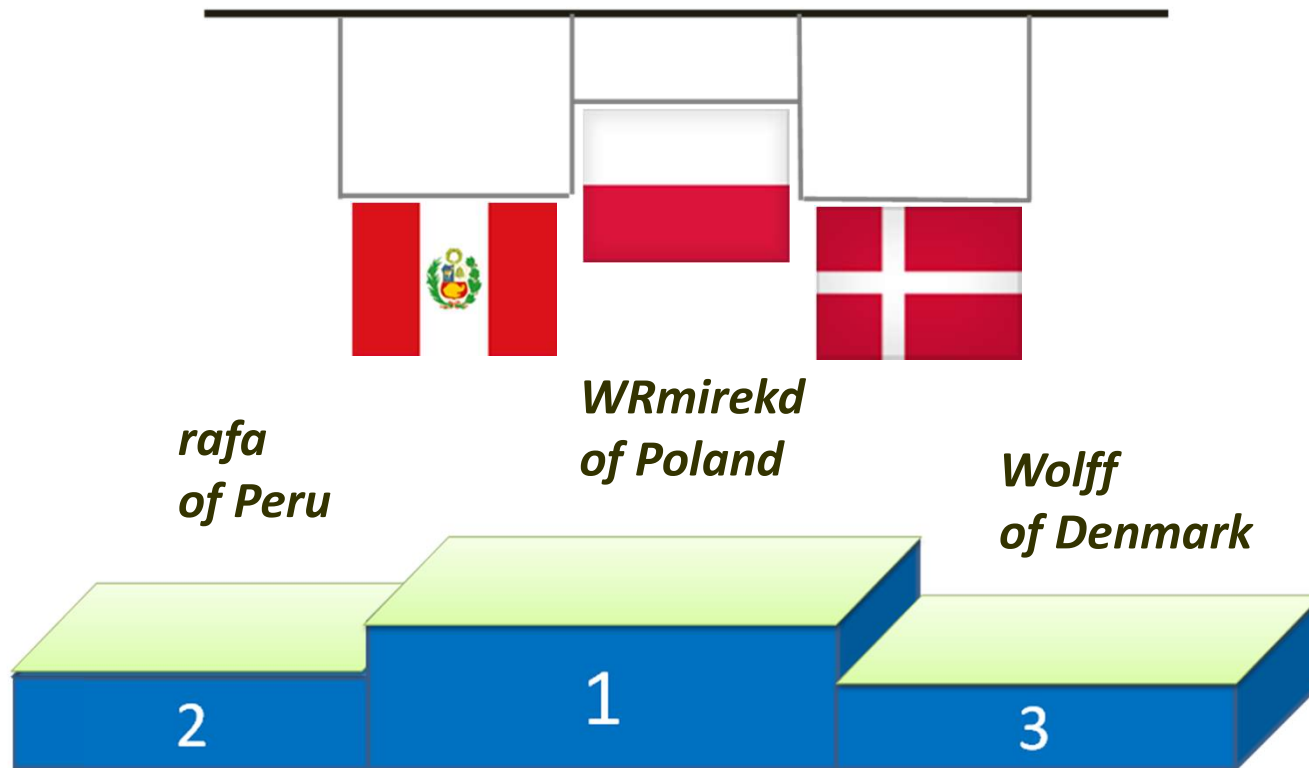 WRmirekd
of Poland
rafa
of Peru
Wolff
of Denmark
1
2
3